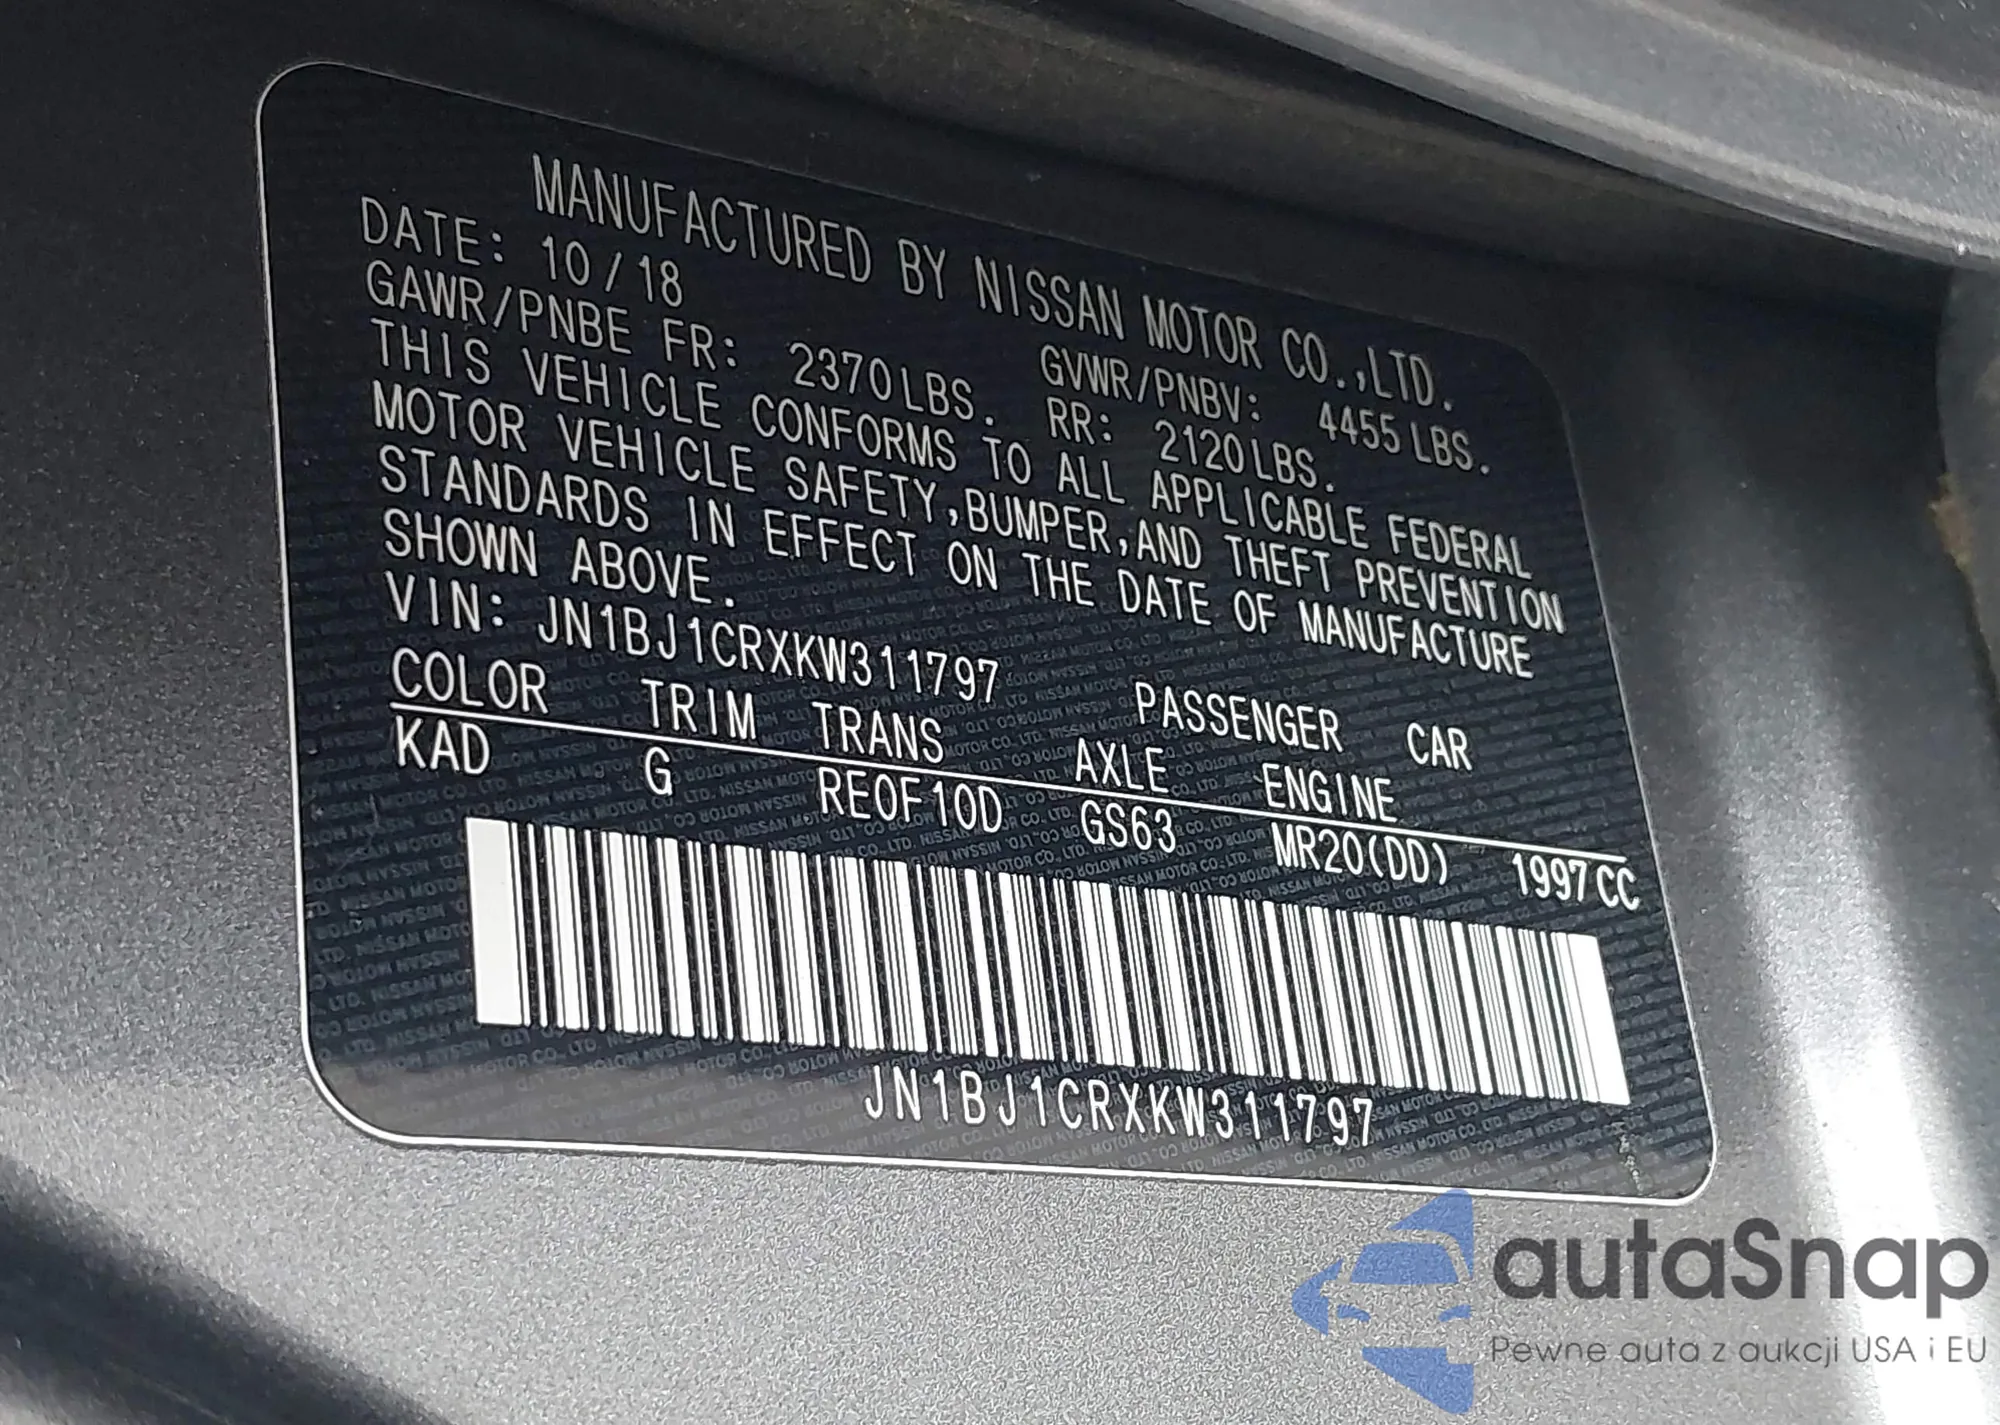 MANUFACTURED BY NISSAN MOTOR CO.,LTD.
DATE: 10/18 GVWR/PNBV: 4455 LBS.
GAWR/PNBE FR: 2370LBS. RR: 2120LBS.
THIS VEHICLE CONFORMS TO ALL APPLICABLE FEDERAL
MOTOR VEHICLE SAFETY,BUMPER,AND THEFT PREVENTION
STANDARDS IN EFFECT ON THE DATE OF MANUFACTURE
SHOWN ABOVE.
VIN: JN1BJ1CRXKW311797 PASSENGER CAR
COLOR TRIM TRANS AXLE ENGINE
KAD G REOF10D GS63 MR20(DD) 1997CC
JN1BJ1CRXKW311797
autaSnap
Pewne auta z aukcji USA i EU